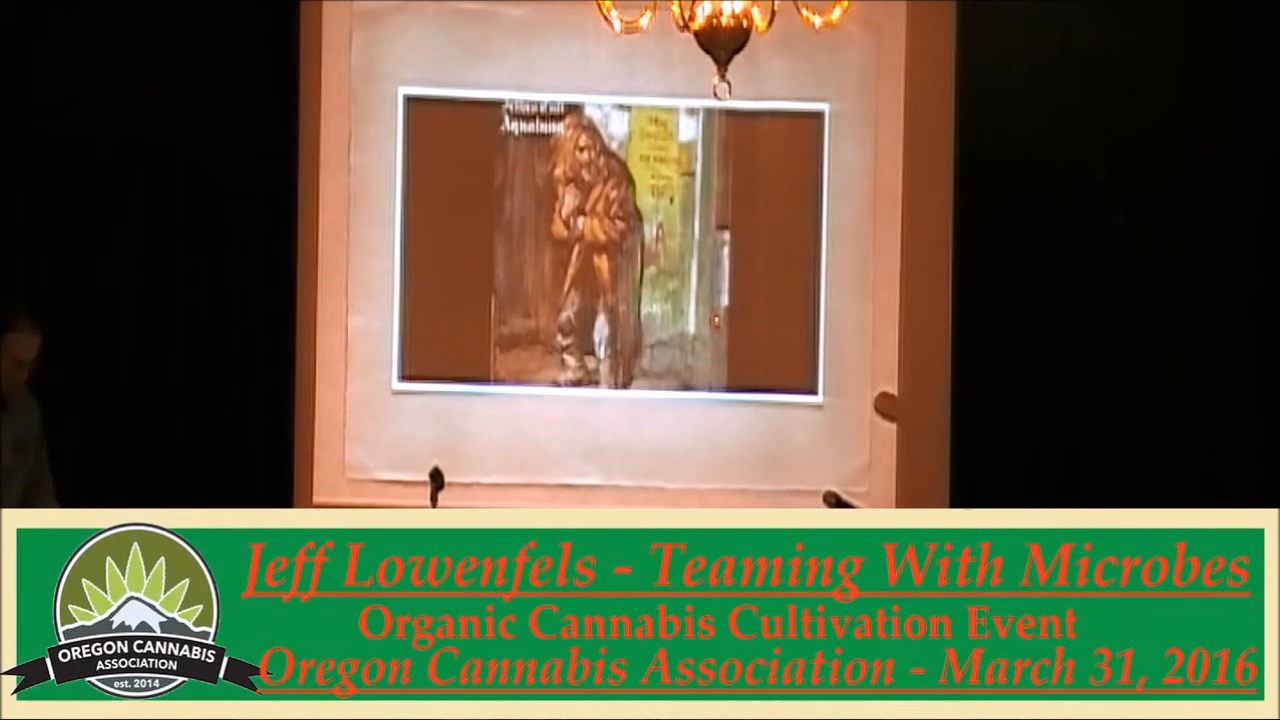 Jeff Lowenfels - Teaming With Microbes
Organic Cannabis Cultivation Event
Oregon Cannabis Association - March 31, 2016
OREGON CANNABIS
ASSOCIATION
est. 2014